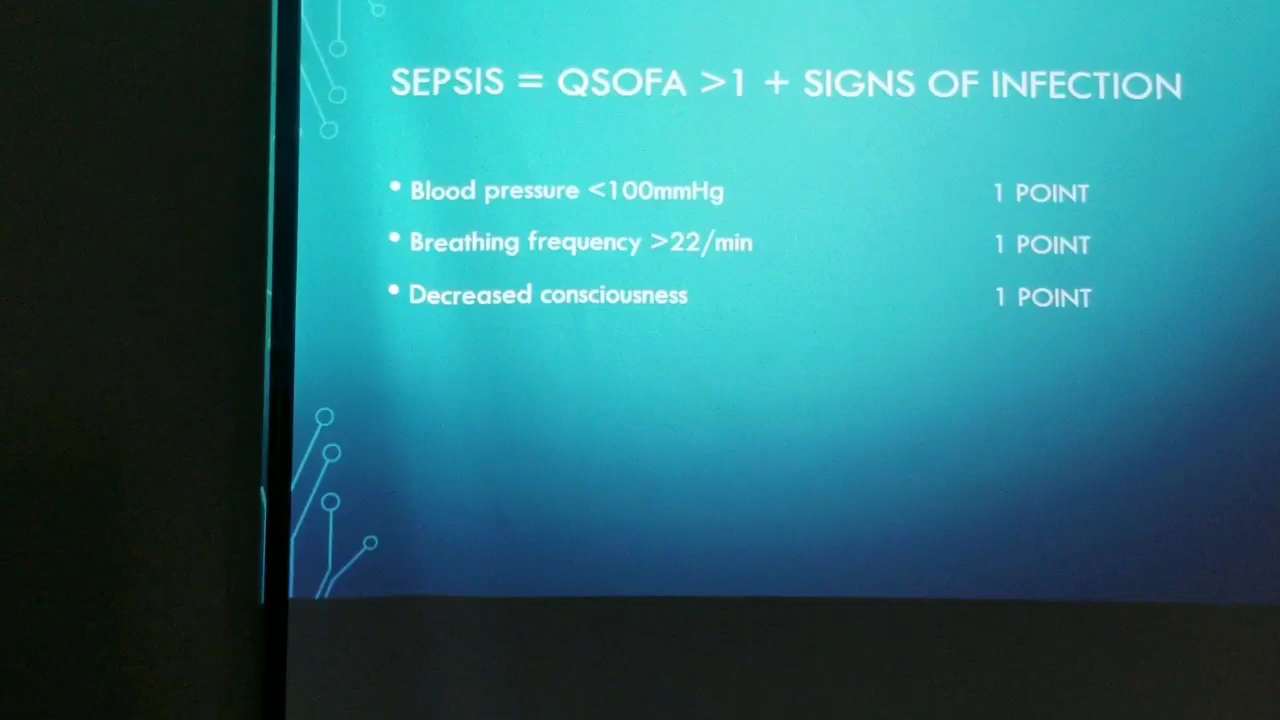 SEPSIS = QSOFA >1 + SIGNS OF INFECTION
• Blood pressure <100mmHg 1 POINT
• Breathing frequency >22/min 1 POINT
• Decreased consciousness 1 POINT